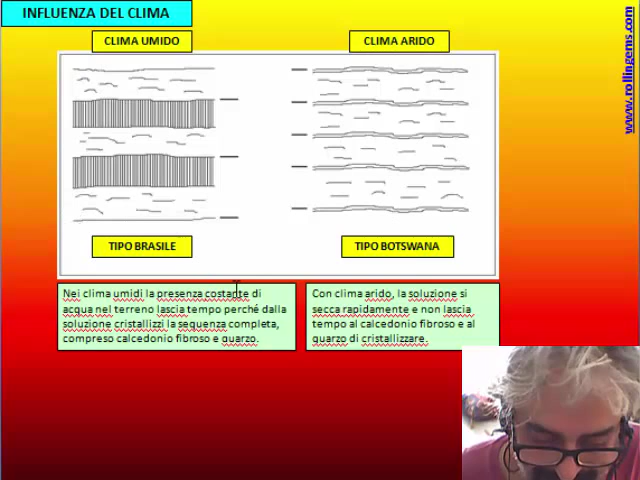 INFLUENZA DEL CLIMA
CLIMA UMIDO
CLIMA ARIDO
www.rollingems.com
TIPO BRASILE
TIPO BOTSWANA
Nei clima umidi la presenza costante di
acqua nel terreno lascia tempo perché dalla
soluzione cristallizzi la sequenza completa,
compreso calcedonio fibroso e quarzo.
Con clima arido, la soluzione si
secca rapidamente e non lascia
tempo al calcedonio fibroso e al
quarzo di cristallizzare.